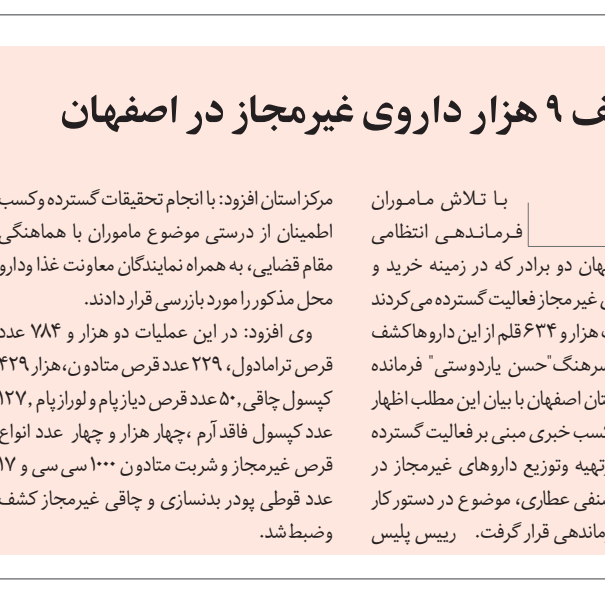 ۹ هزار داروی غیرمجاز در اصفهان
با تلاش ماموران
فرماندهی انتظامی
دو برادر که در زمینه خرید و
غیرمجاز فعالیت گسترده می‌کردند
هزار و ۶۳۴ قلم از این داروها کشف
"حسن یاردوستی" فرمانده
اصفهان با بیان این مطلب اظهار
خبری مبنی بر فعالیت گسترده
وتوزیع داروهای غیرمجاز در
عطاری، موضوع در دستور کار
قرار گرفت. رییس پلیس
مرکز استان افزود: با انجام تحقیقات گسترده وکسب
اطمینان از درستی موضوع ماموران با هماهنگی
مقام قضایی، به همراه نمایندگان معاونت غذا ودارو
محل مذکور را مورد بازرسی قرار دادند.
وی افزود: در این عملیات دو هزار و ۷۸۴ عدد
قرص ترامادول، ۲۲۹ عدد قرص متادون،هزار ۴۲۹
کپسول چاقی,۵۰ عدد قرص دیازپام و لورازپام ,۱۲۷
عدد کپسول فاقد آرم ،چهار هزار و چهار عدد انواع
قرص غیرمجاز و شربت متادون ۱۰۰۰ سی سی و ۱۷
عدد قوطی پودر بدنسازی و چاقی غیرمجاز کشف
وضبط شد.